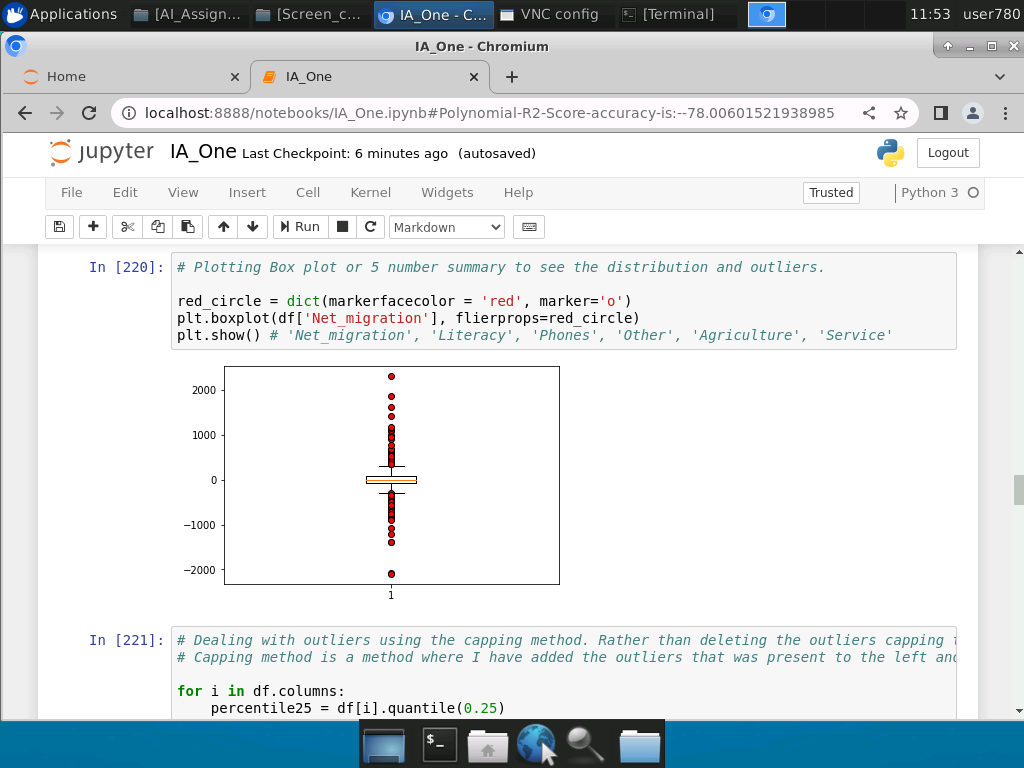 Applications [AI_Assign... [Screen_c... IA_One - C... VNC config [Terminal] 11:53 user780
IA_One - Chromium
Home IA_One
localhost:8888/notebooks/IA_One.ipynb#Polynomial-R2-Score-accuracy-is:--78.00601521938985
jupyter IA_One Last Checkpoint: 6 minutes ago (autosaved) Logout
File Edit View Insert Cell Kernel Widgets Help Trusted Python 3
Run Markdown
In [220]: # Plotting Box plot or 5 number summary to see the distribution and outliers.
red_circle = dict(markerfacecolor = 'red', marker='o')
plt.boxplot(df['Net_migration'], flierprops=red_circle)
plt.show() # 'Net_migration', 'Literacy', 'Phones', 'Other', 'Agriculture', 'Service'
2000
1000
0
−1000
−2000
1
In [221]: # Dealing with outliers using the capping method. Rather than deleting the outliers capping
# Capping method is a method where I have added the outliers that was present to the left and
for i in df.columns:
percentile25 = df[i].quantile(0.25)